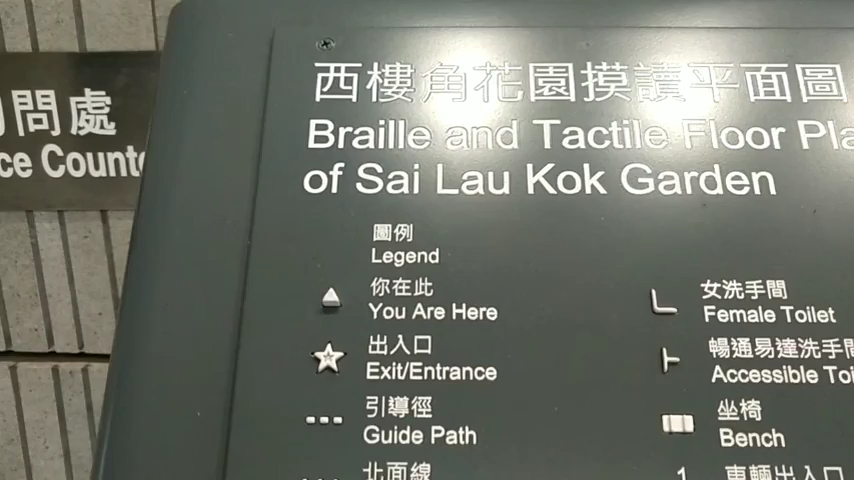 問處
Counte
西樓角花園摸讀平面圖
Braille and Tactile Floor Pla
of Sai Lau Kok Garden
圖例
Legend
你在此
You Are Here
出入口
Exit/Entrance
引導徑
Guide Path
北面線
女洗手間
Female Toilet
暢通易達洗手間
Accessible Toi
坐椅
Bench
1
車輛出入口